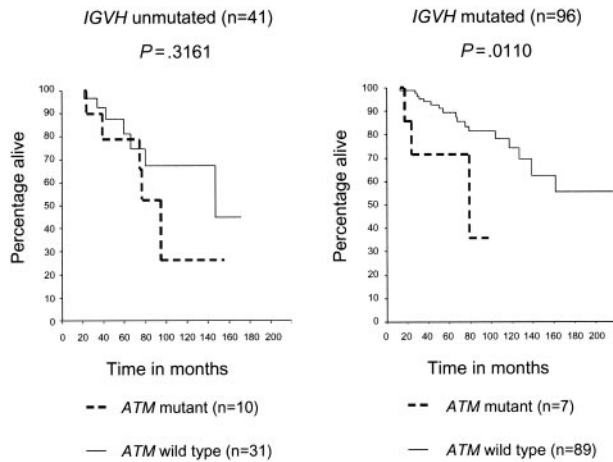 IGVH unmutated (n=41)
P=.3161
100
90
80
70
60
50
40
30
20
10
0
Percentage alive
0 20 40 60 80 100 120 140 160 180 200
Time in months
ATM mutant (n=10)
ATM wild type (n=31)
IGVH mutated (n=96)
P=.0110
100
90
80
70
60
50
40
30
20
10
0
Percentage alive
0 20 40 60 80 100 120 140 160 180 200
Time in months
ATM mutant (n=7)
ATM wild type (n=89)